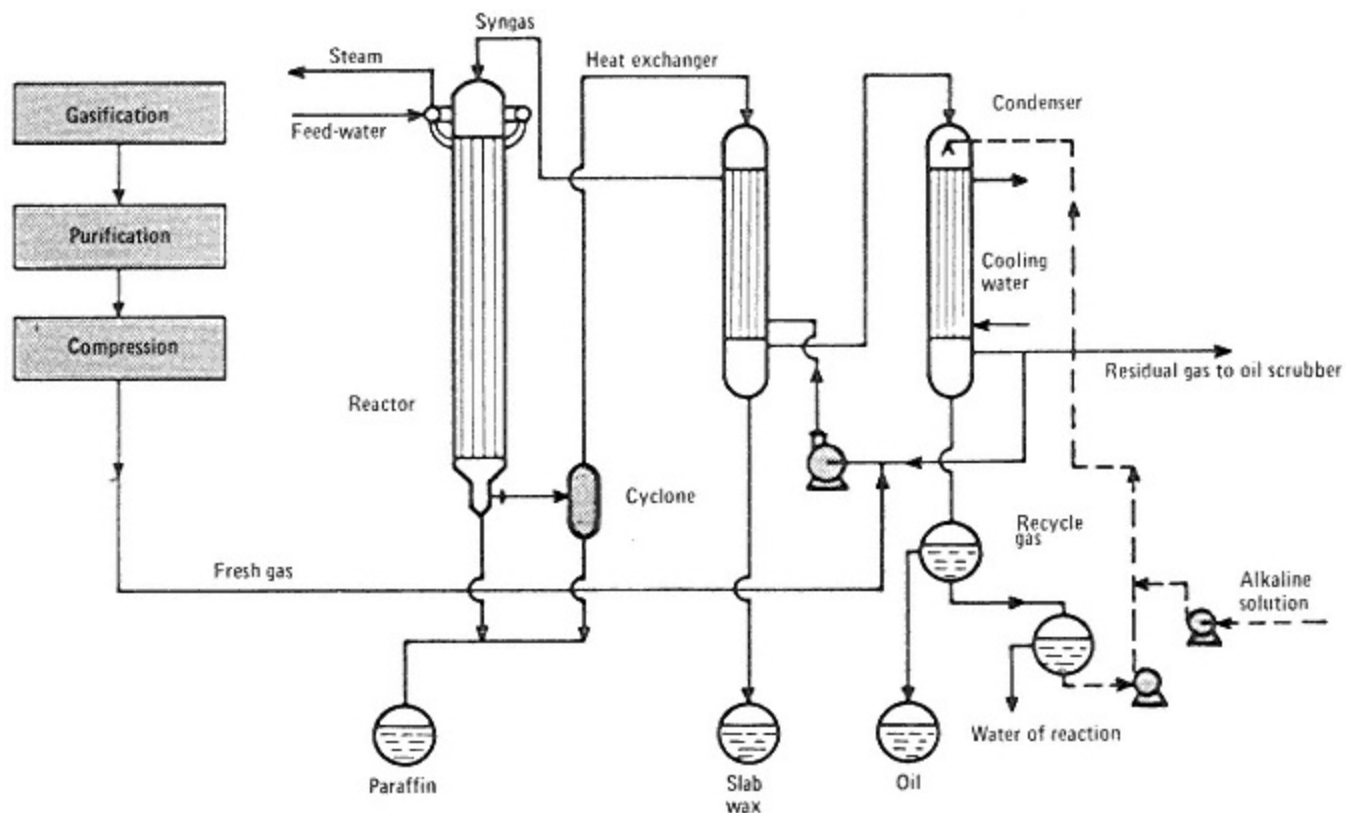 Syngas
Steam
Heat exchanger
Gasification
Condenser
Feed-water
Purification
Cooling
water
Compression
Residual gas to oil scrubber
Reactor
Cyclone
Recycle
gas
Fresh gas
Alkaline
solution
Water of reaction
Paraffin
Slab
wax
Oil